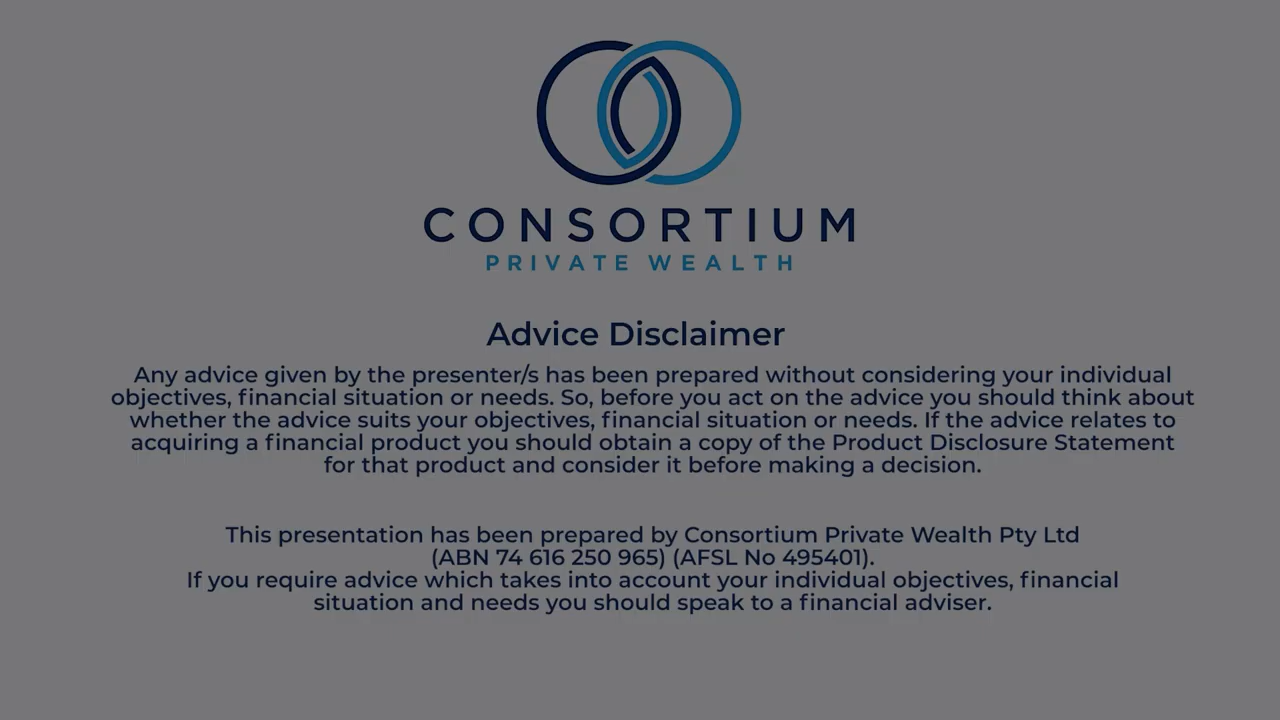 CONSORTIUM
PRIVATE WEALTH
Advice Disclaimer
Any advice given by the presenter/s has been prepared without considering your individual
objectives, financial situation or needs. So, before you act on the advice you should think about
whether the advice suits your objectives, financial situation or needs. If the advice relates to
acquiring a financial product you should obtain a copy of the Product Disclosure Statement
for that product and consider it before making a decision.
This presentation has been prepared by Consortium Private Wealth Pty Ltd
(ABN 74 616 250 965) (AFSL No 495401).
If you require advice which takes into account your individual objectives, financial
situation and needs you should speak to a financial adviser.